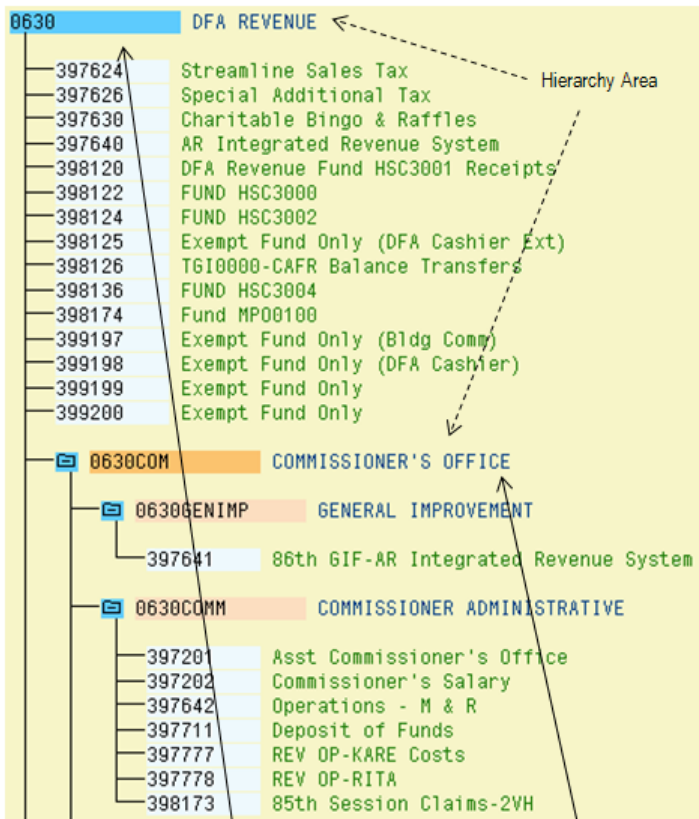 0630 DFA REVENUE
Hierarchy Area
397624 Streamline Sales Tax
397626 Special Additional Tax
397630 Charitable Bingo & Raffles
397640 AR Integrated Revenue System
398120 DFA Revenue Fund HSC3001 Receipts
398122 FUND HSC3000
398124 FUND HSC3002
398125 Exempt Fund Only (DFA Cashier Ext)
398126 TGI0000-CAFR Balance Transfers
398136 FUND HSC3004
398174 Fund MP00100
399197 Exempt Fund Only (Bldg Comm)
399198 Exempt Fund Only (DFA Cashier)
399199 Exempt Fund Only
399200 Exempt Fund Only
0630COM COMMISSIONER'S OFFICE
0630GENIMP GENERAL IMPROVEMENT
397641 86th GIF-AR Integrated Revenue System
0630COMM COMMISSIONER ADMINISTRATIVE
397201 Asst Commissioner's Office
397202 Commissioner's Salary
397642 Operations - M & R
397711 Deposit of Funds
397777 REV OP-KARE Costs
397778 REV OP-RITA
398173 85th Session Claims-2VH